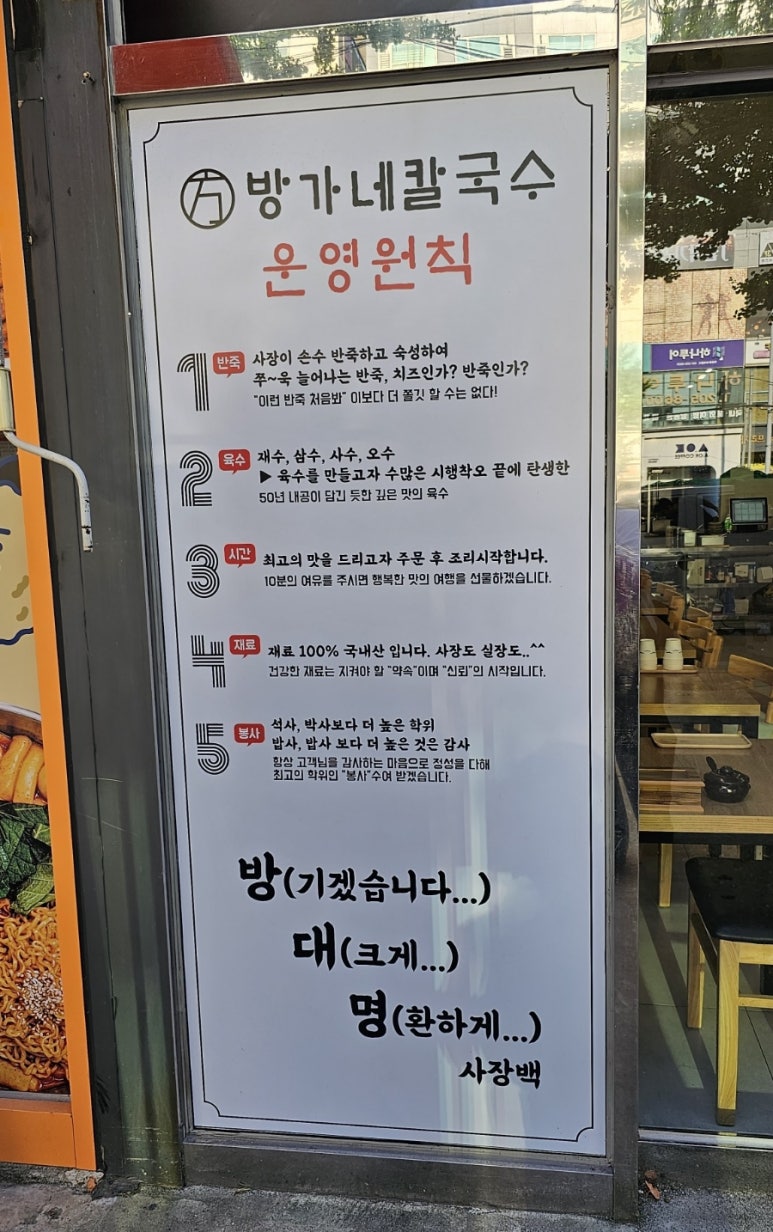 방가네칼국수
운영원칙
1 반죽 사장이 손수 반죽하고 숙성하여
쭈~욱 늘어나는 반죽, 치즈인가? 반죽인가?
"이런 반죽 처음봐" 이보다 더 쫄깃 할 수는 없다!
2 육수 재수, 삼수, 사수, 오수
▶ 육수를 만들고자 수많은 시행착오 끝에 탄생한
50년 내공이 담긴 듯한 깊은 맛의 육수
3 시간 최고의 맛을 드리고자 주문 후 조리시작합니다.
10분의 여유를 주시면 행복한 맛의 여행을 선물하겠습니다.
4 재료 재료 100% 국내산 입니다. 사장도 실장도..^^
건강한 재료는 지켜야 할 "약속"이며 "신뢰"의 시작입니다.
5 봉사 석사, 박사보다 더 높은 학위
밥사, 밥사 보다 더 높은 것은 감사
항상 고객님을 감사하는 마음으로 정성을 다해
최고의 학위인 "봉사"수여 받겠습니다.
방(기겠습니다...)
대(크게...)
명(환하게...)
사장백
하나투어